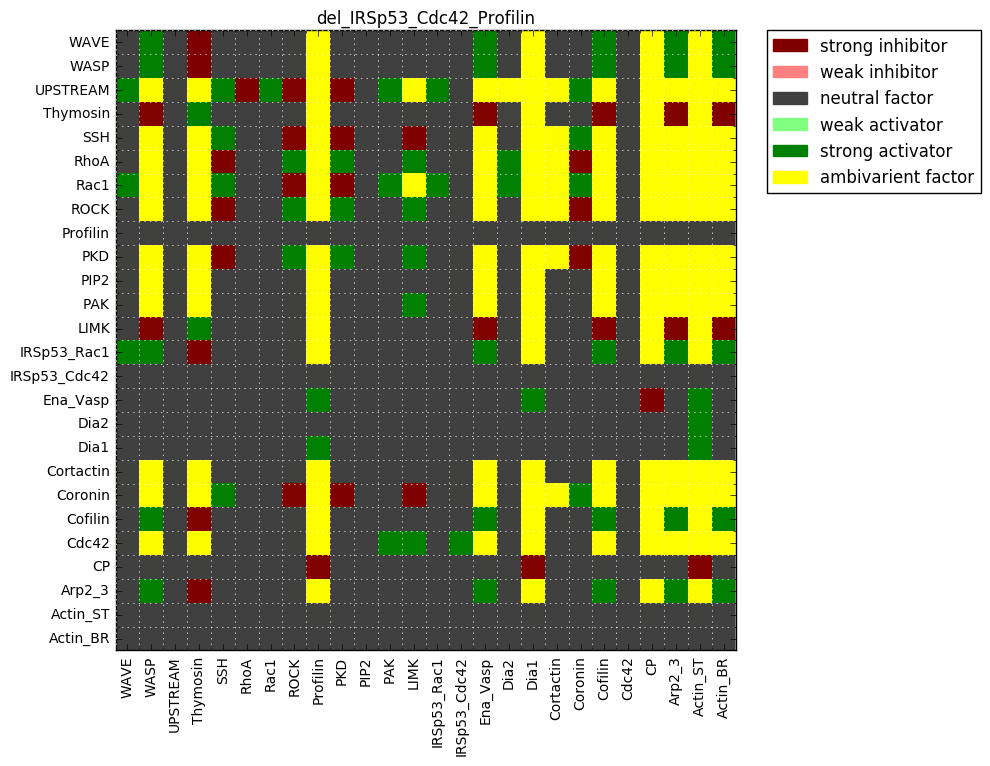 del_IRSp53_Cdc42_Profilin
WAVE
WASP
UPSTREAM
Thymosin
SSH
RhoA
Rac1
ROCK
Profilin
PKD
PIP2
PAK
LIMK
IRSp53_Rac1
IRSp53_Cdc42
Ena_Vasp
Dia2
Dia1
Cortactin
Coronin
Cofilin
Cdc42
CP
Arp2_3
Actin_ST
Actin_BR
WAVE
WASP
UPSTREAM
Thymosin
SSH
RhoA
Rac1
ROCK
Profilin
PKD
PIP2
PAK
LIMK
IRSp53_Rac1
IRSp53_Cdc42
Ena_Vasp
Dia2
Dia1
Cortactin
Coronin
Cofilin
Cdc42
CP
Arp2_3
Actin_ST
Actin_BR
strong inhibitor
weak inhibitor
neutral factor
weak activator
strong activator
ambivarient factor